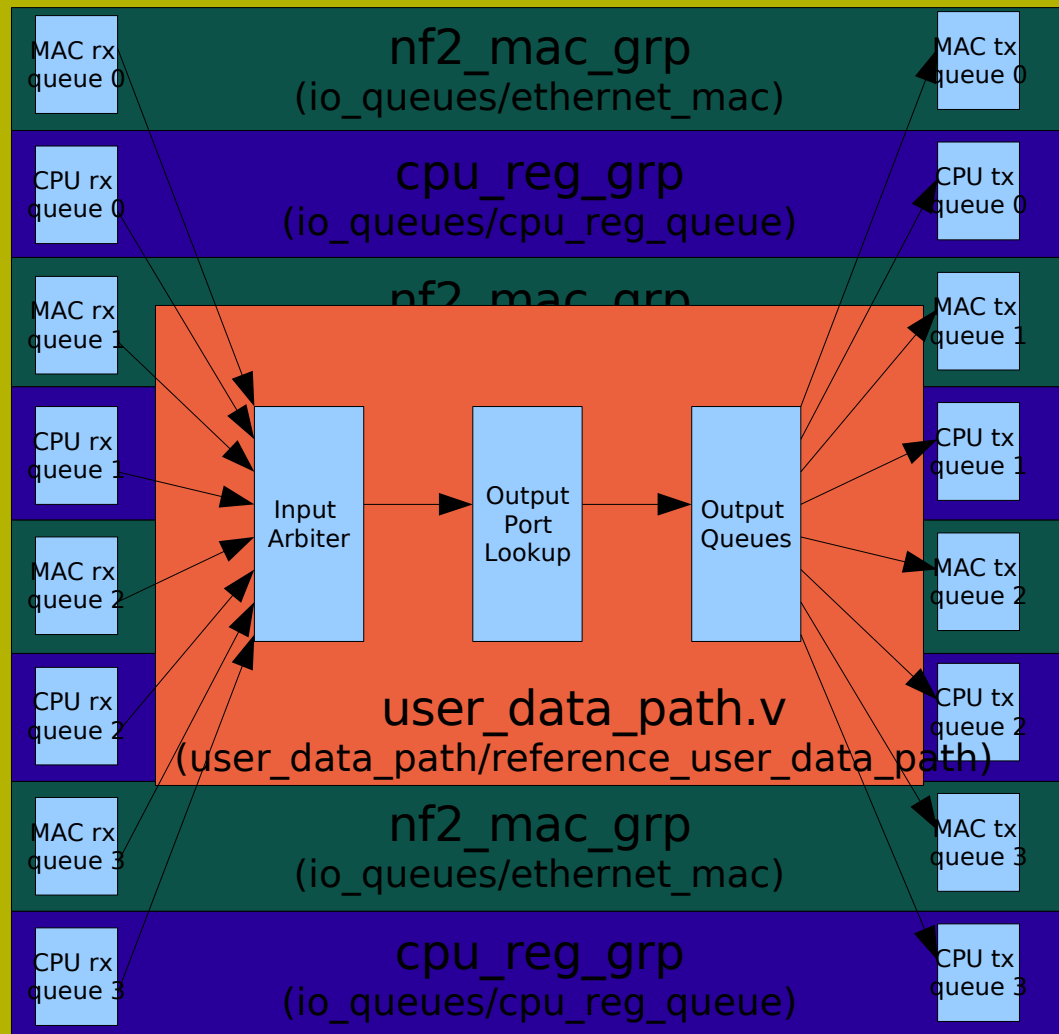 MAC rx
queue 0
nf2_mac_grp
(io_queues/ethernet_mac)
MAC tx
queue 0
CPU rx
queue 0
cpu_reg_grp
(io_queues/cpu_reg_queue)
CPU tx
queue 0
MAC rx
queue 1
nf2_mac_grp
MAC tx
queue 1
CPU rx
queue 1
CPU tx
queue 1
Input
Arbiter
Output
Port
Lookup
Output
Queues
MAC rx
queue 2
MAC tx
queue 2
CPU rx
queue 2
user_data_path.v
(user_data_path/reference_user_data_path)
CPU tx
queue 2
MAC rx
queue 3
nf2_mac_grp
(io_queues/ethernet_mac)
MAC tx
queue 3
CPU rx
queue 3
cpu_reg_grp
(io_queues/cpu_reg_queue)
CPU tx
queue 3